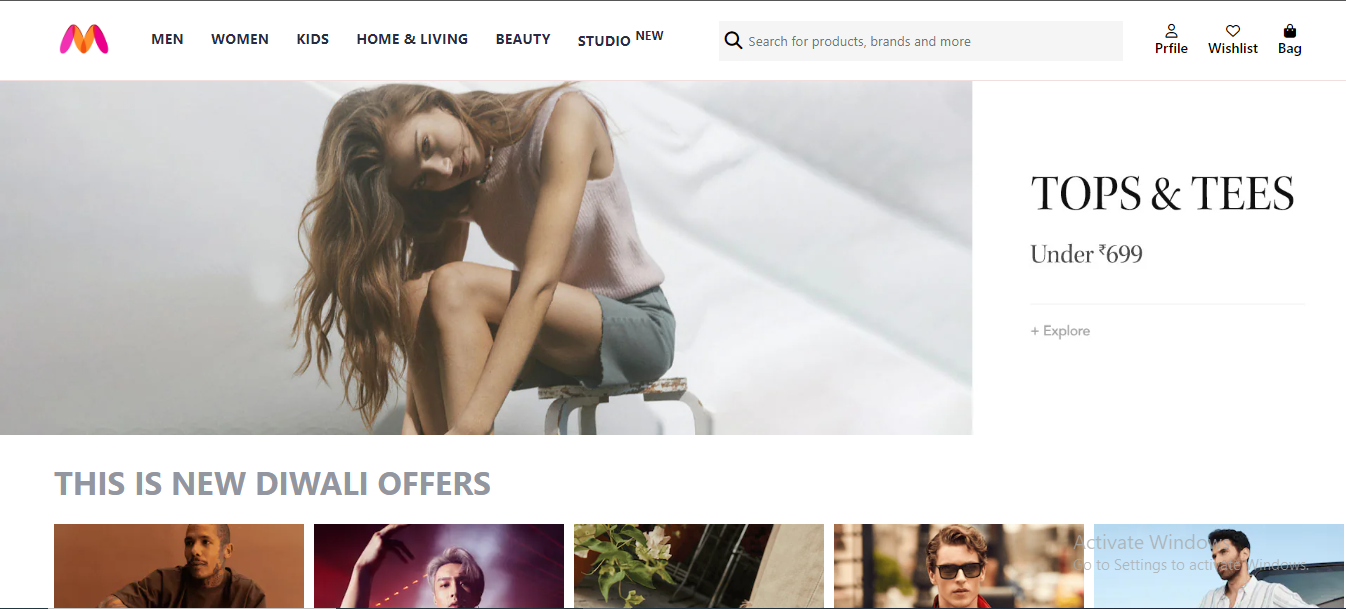 MEN WOMEN KIDS HOME & LIVING BEAUTY STUDIO NEW
Search for products, brands and more
Prfile Wishlist Bag
TOPS & TEES
Under ₹699
+ Explore
THIS IS NEW DIWALI OFFERS
Activate Windows
Go to Settings to activate Windows.